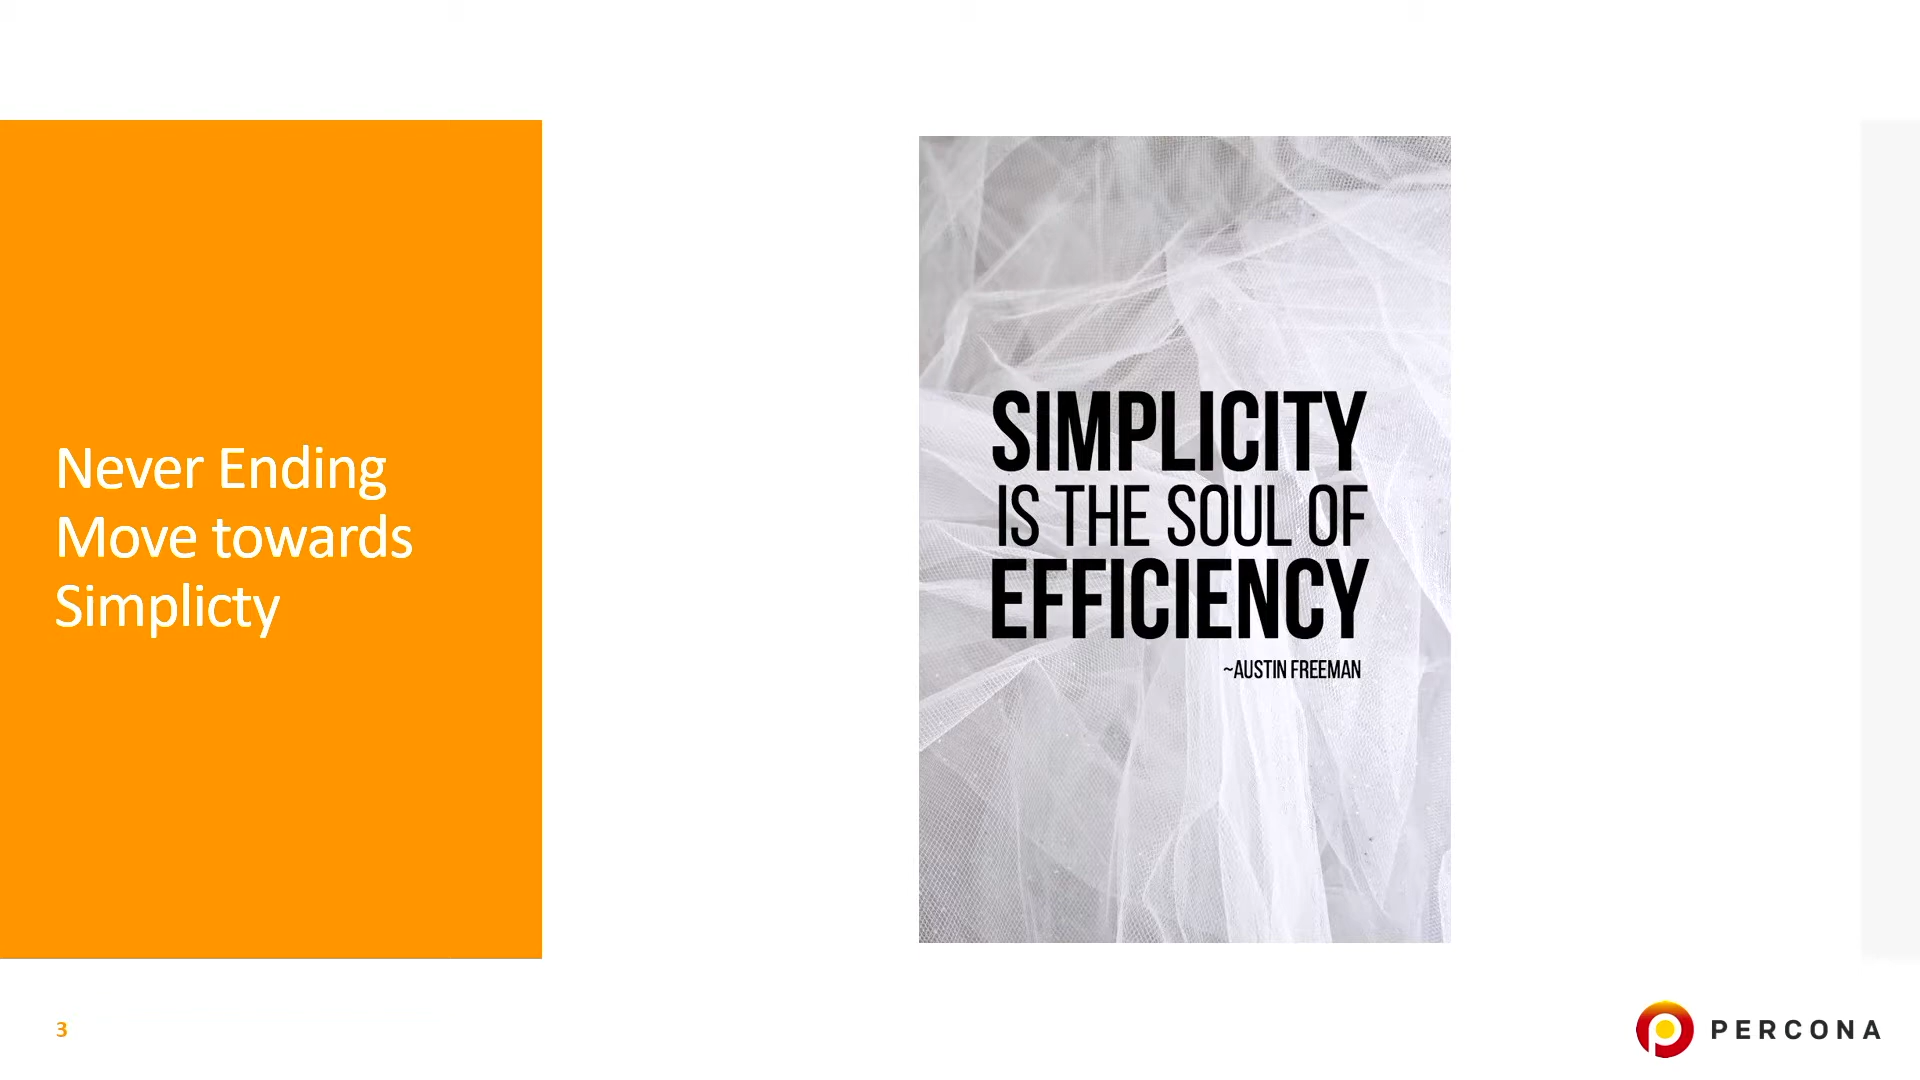 Never Ending
Move towards
Simplicty
SIMPLICITY
IS THE SOUL OF
EFFICIENCY
~AUSTIN FREEMAN
3
PERCONA